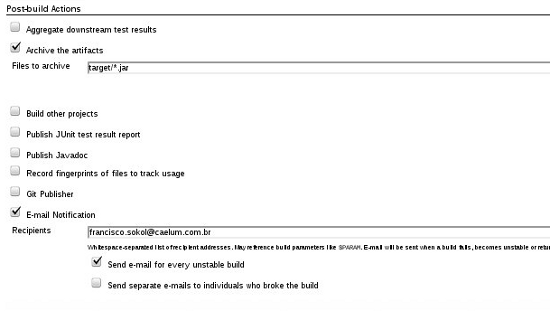 Post-build Actions
Aggregate downstream test results
Archive the artifacts
Files to archive target/*.jar
Build other projects
Publish JUnit test result report
Publish Javadoc
Record fingerprints of files to track usage
Git Publisher
E-mail Notification
Recipients francisco.sokol@caelum.com.br
Whitespace-separated list of recipient addresses. May reference build parameters like $PARAM. E-mail will be sent when a build fails, becomes unstable or
Send e-mail for every unstable build
Send separate e-mails to individuals who broke the build